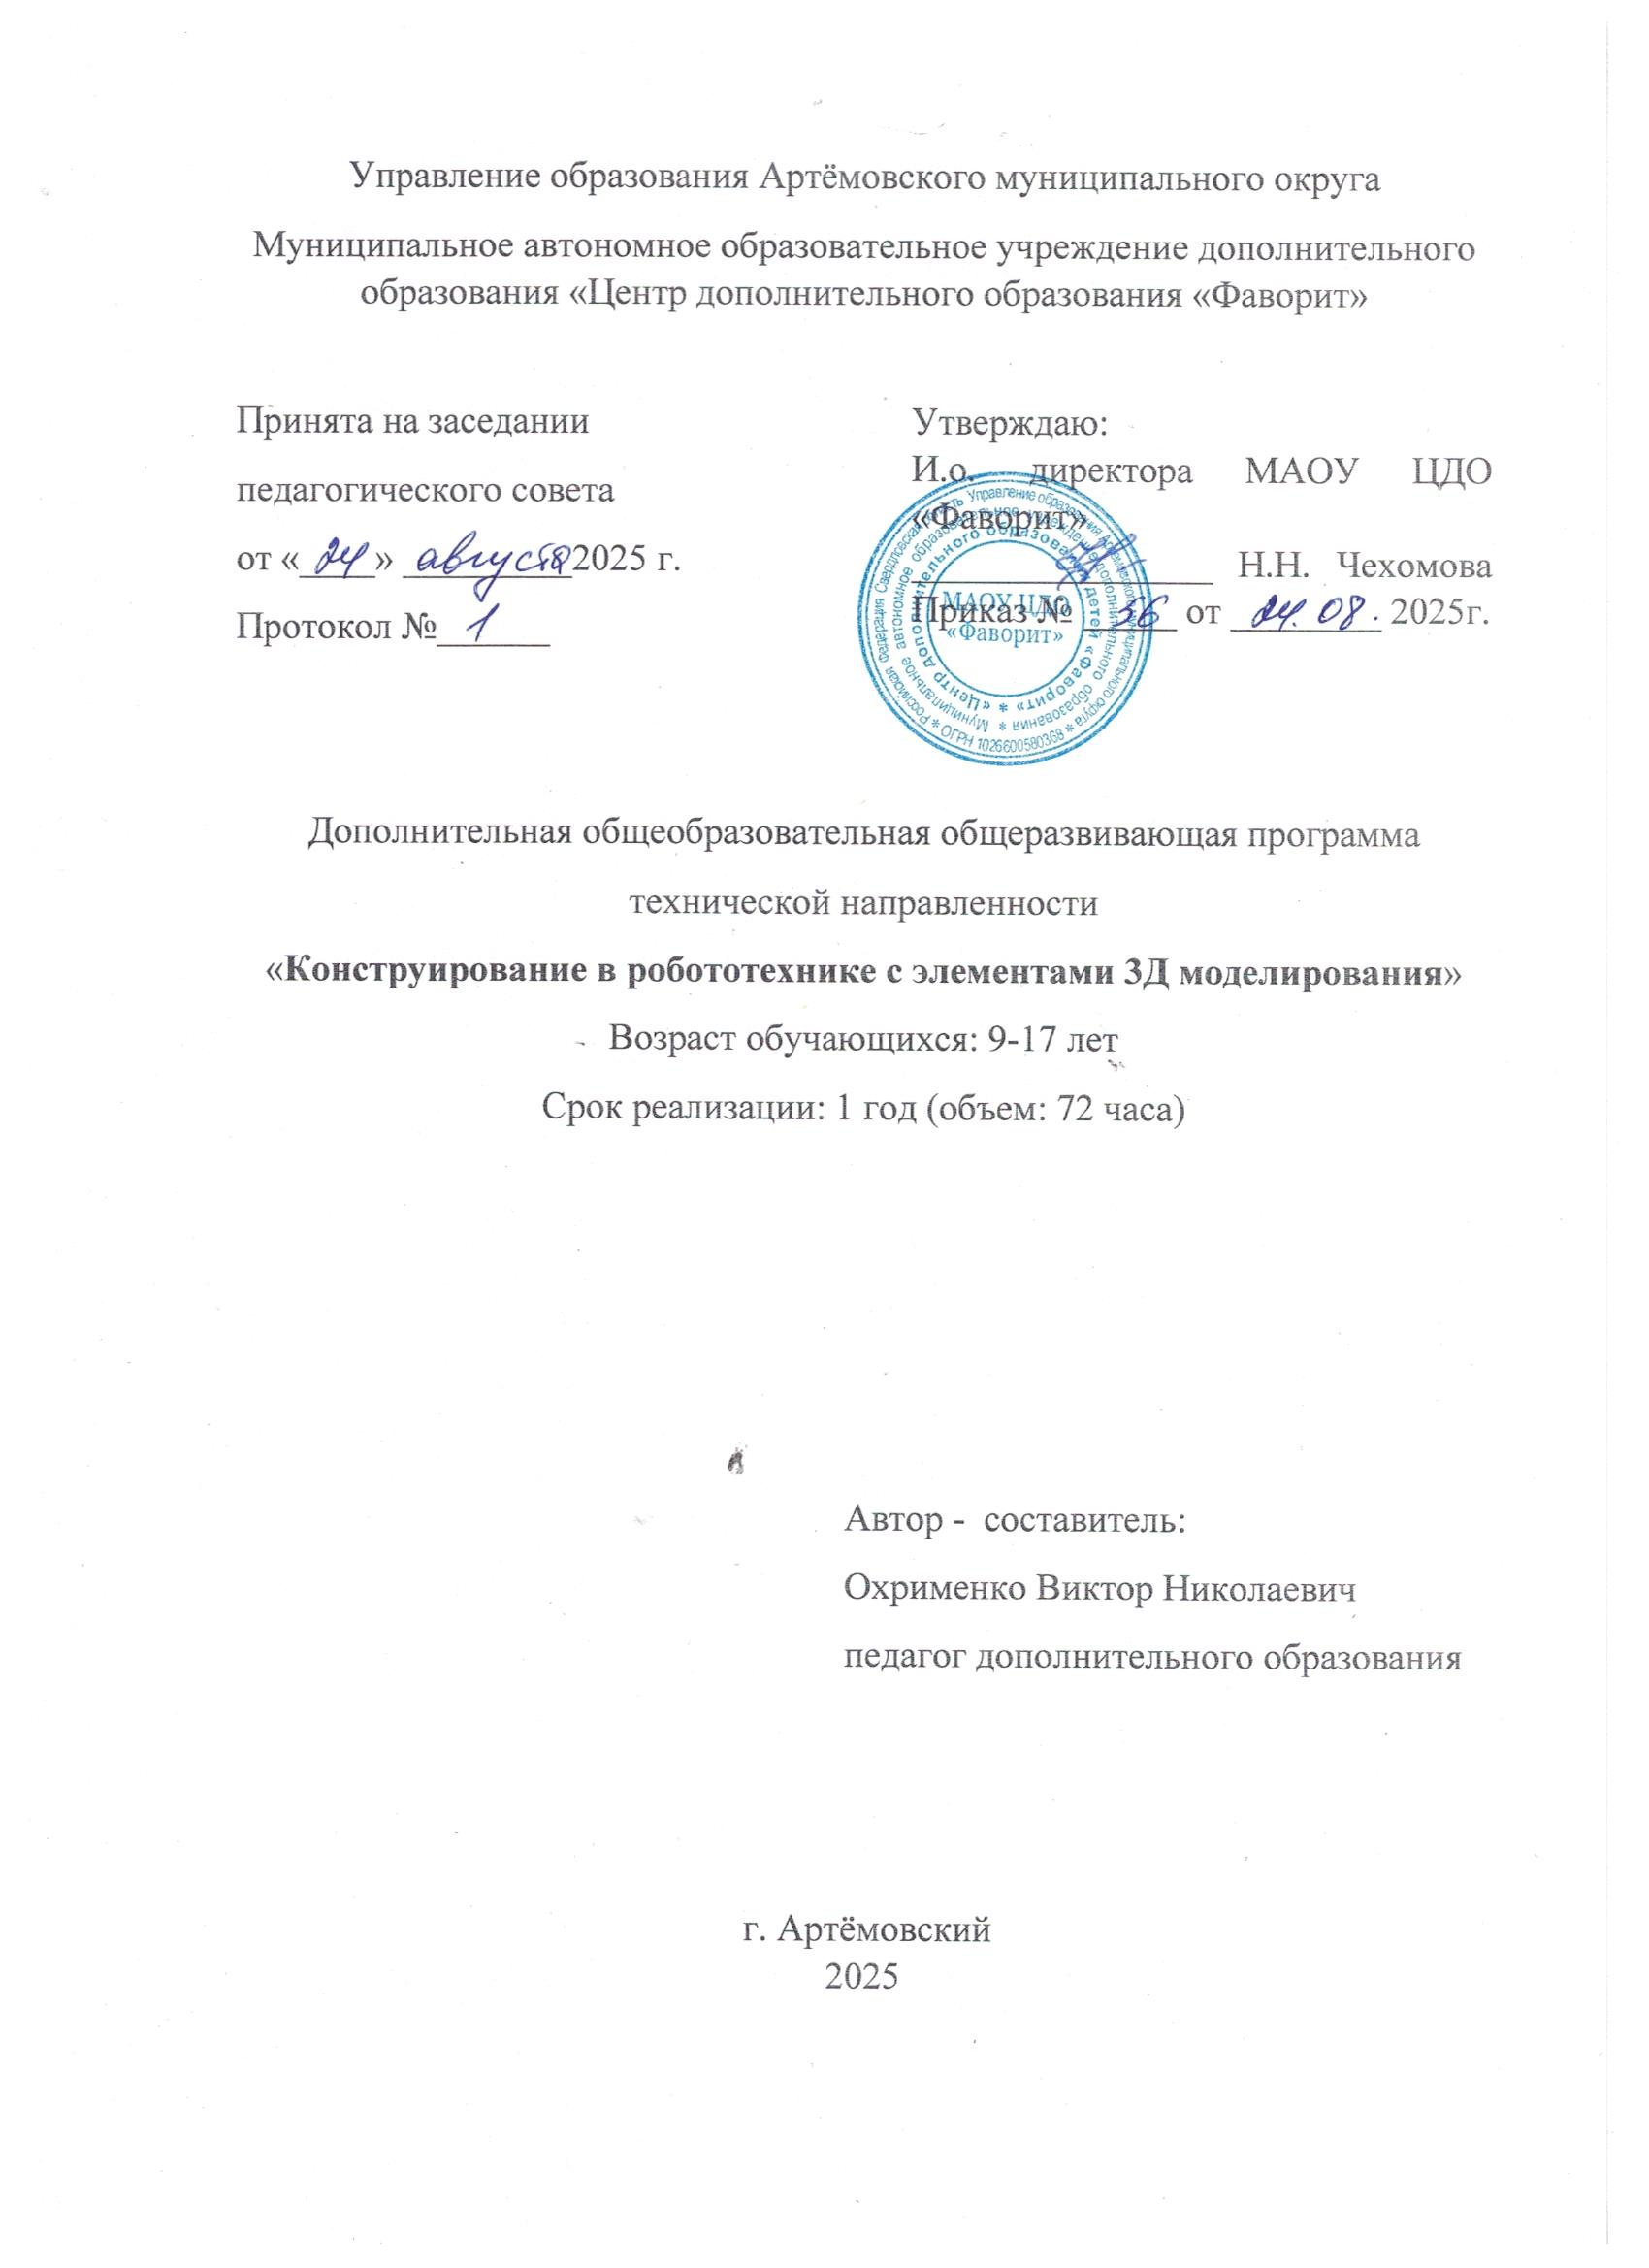 Управление образования Артёмовского муниципального округа
Муниципальное автономное образовательное учреждение дополнительного
образования «Центр дополнительного образования «Фаворит»
Принята на заседании
педагогического совета
от «24» августа 2025 г.
Протокол № 1
Утверждаю:
И.о. директора МАОУ ЦДО
«Фаворит»
Н.Н. Чехомова
Приказ № 56 от 24.08. 2025г.
МАОУ ЦДО
«Фаворит»
ОГРН 1026600580368
Дополнительная общеобразовательная общеразвивающая программа
технической направленности
«Конструирование в робототехнике с элементами 3Д моделирования»
Возраст обучающихся: 9-17 лет
Срок реализации: 1 год (объем: 72 часа)
Автор - составитель:
Охрименко Виктор Николаевич
педагог дополнительного образования
г. Артёмовский
2025